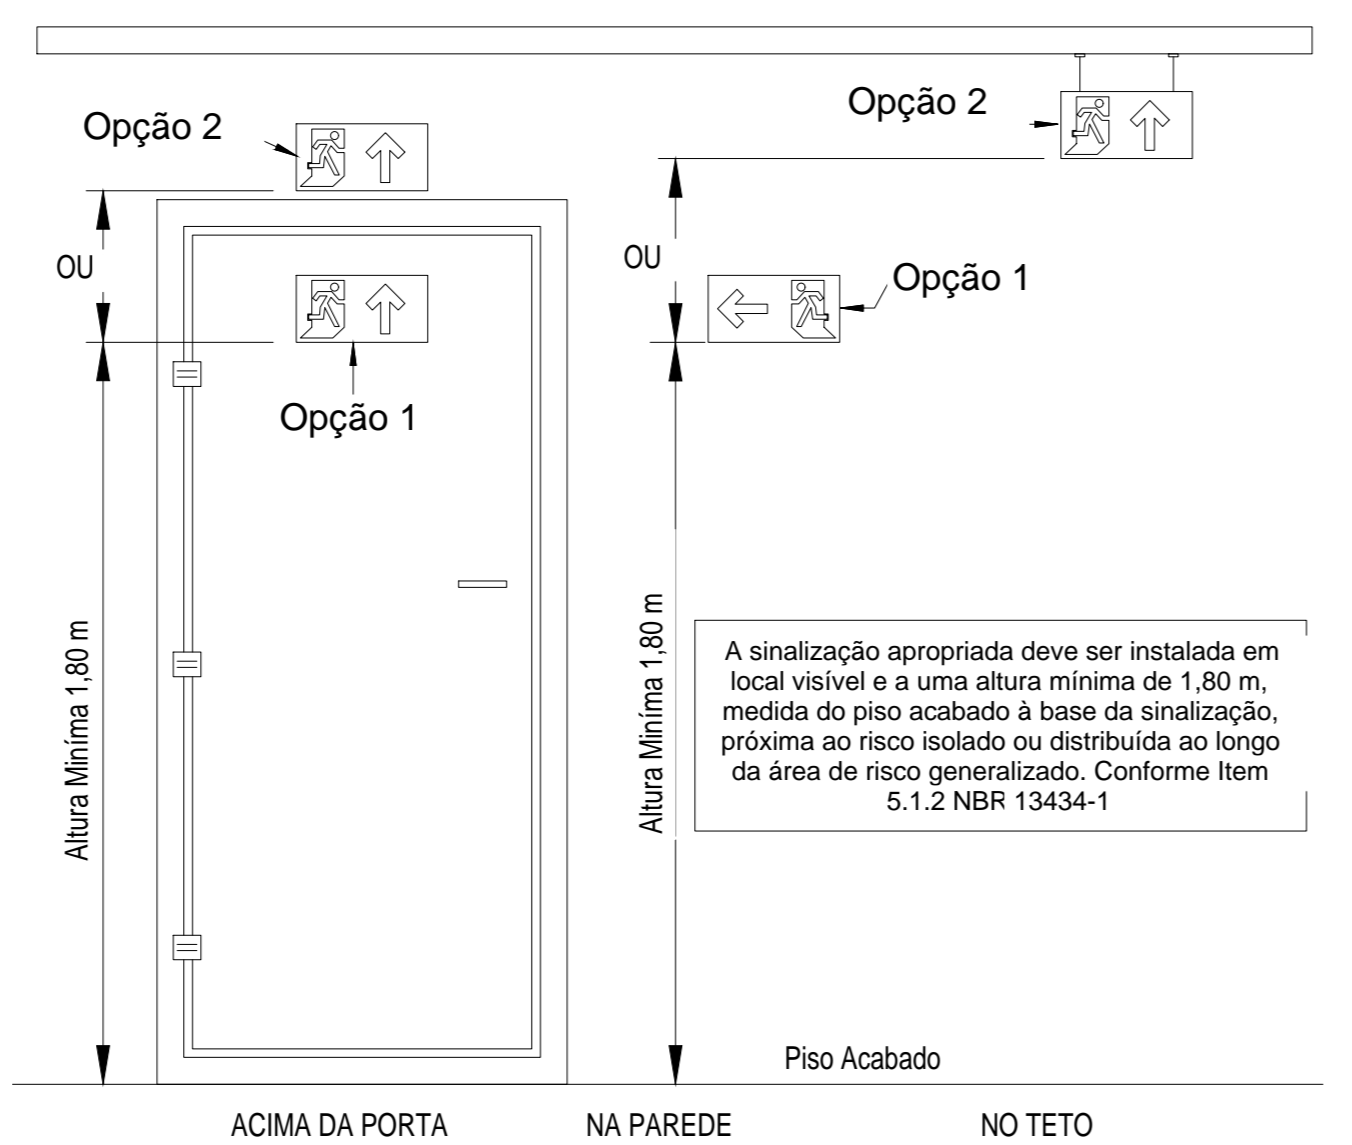 Opção 2
Opção 2
OU
OU
Opção 1
Opção 1
Altura Miníma 1,80 m
Altura Miníma 1,80 m
A sinalização apropriada deve ser instalada em
local visível e a uma altura mínima de 1,80 m,
medida do piso acabado à base da sinalização,
próxima ao risco isolado ou distribuída ao longo
da área de risco generalizado. Conforme Item
5.1.2 NBR 13434-1
Piso Acabado
ACIMA DA PORTA
NA PAREDE
NO TETO